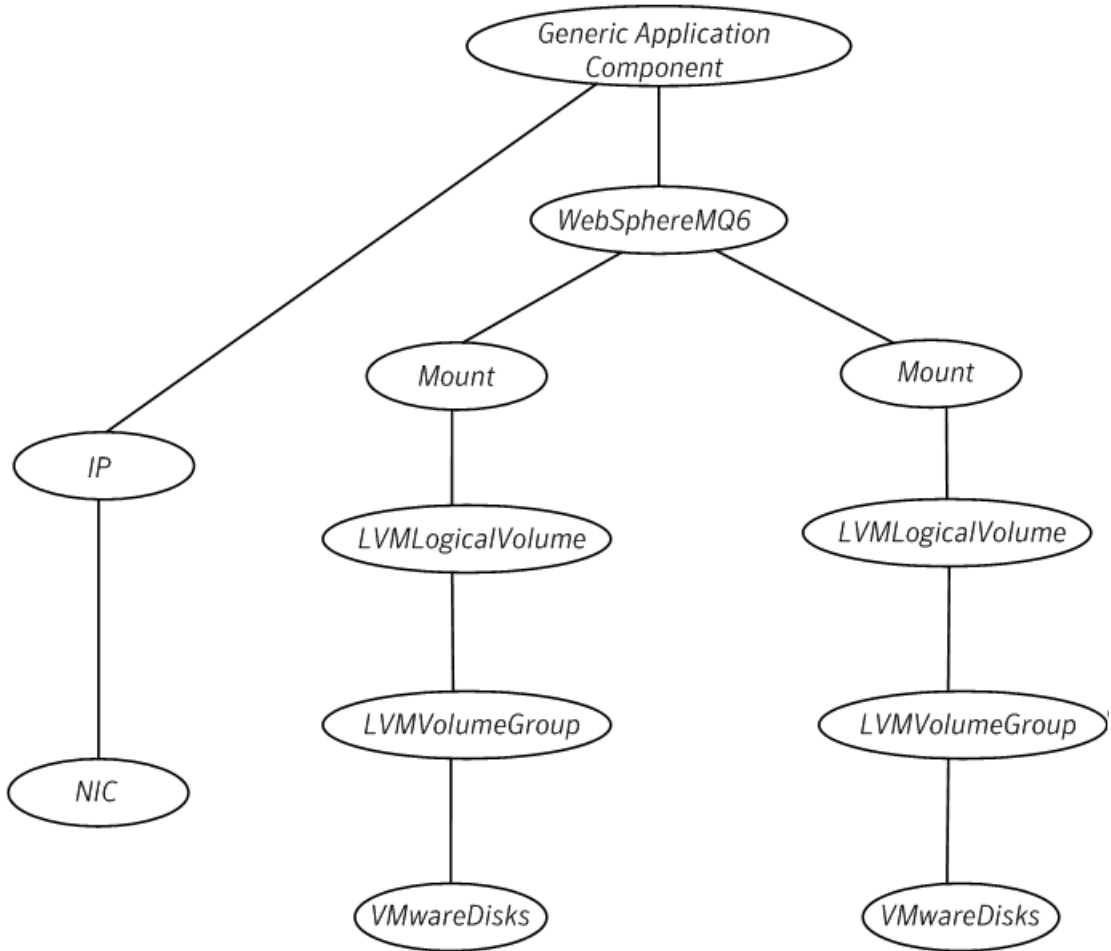 Generic Application
Component
WebSphereMQ6
Mount
Mount
IP
LVMLogicalVolume
LVMLogicalVolume
LVMVolumeGroup
LVMVolumeGroup
NIC
VMwareDisks
VMwareDisks